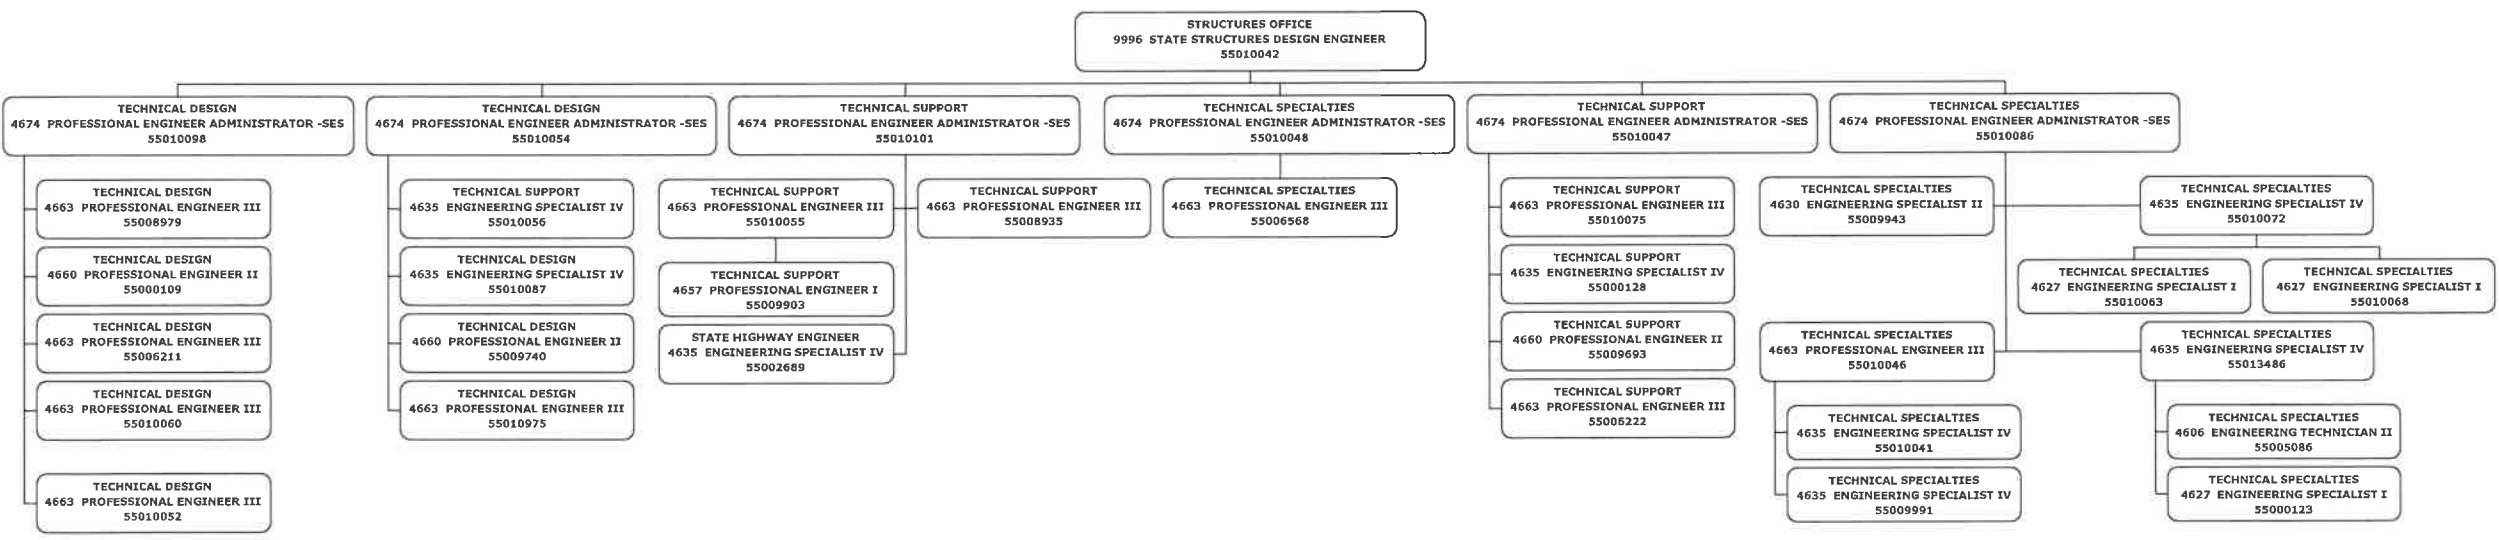 STRUCTURES OFFICE
9996 STATE STRUCTURES DESIGN ENGINEER
55010042
TECHNICAL DESIGN
4674 PROFESSIONAL ENGINEER ADMINISTRATOR -SES
55010098
TECHNICAL DESIGN
4674 PROFESSIONAL ENGINEER ADMINISTRATOR -SES
55010054
TECHNICAL SUPPORT
4674 PROFESSIONAL ENGINEER ADMINISTRATOR -SES
55010101
TECHNICAL SPECIALTIES
4674 PROFESSIONAL ENGINEER ADMINISTRATOR -SES
55010048
TECHNICAL SUPPORT
4674 PROFESSIONAL ENGINEER ADMINISTRATOR -SES
55010047
TECHNICAL SPECIALTIES
4674 PROFESSIONAL ENGINEER ADMINISTRATOR -SES
55010086
TECHNICAL DESIGN
4663 PROFESSIONAL ENGINEER III
55008979
TECHNICAL DESIGN
4660 PROFESSIONAL ENGINEER II
55000109
TECHNICAL DESIGN
4663 PROFESSIONAL ENGINEER III
55006211
TECHNICAL DESIGN
4663 PROFESSIONAL ENGINEER III
55010060
TECHNICAL DESIGN
4663 PROFESSIONAL ENGINEER III
55010052
TECHNICAL SUPPORT
4635 ENGINEERING SPECIALIST IV
55010056
TECHNICAL DESIGN
4635 ENGINEERING SPECIALIST IV
55010087
TECHNICAL DESIGN
4660 PROFESSIONAL ENGINEER II
55009740
TECHNICAL DESIGN
4663 PROFESSIONAL ENGINEER III
55010975
TECHNICAL SUPPORT
4663 PROFESSIONAL ENGINEER III
55010055
TECHNICAL SUPPORT
4663 PROFESSIONAL ENGINEER III
55008935
TECHNICAL SUPPORT
4657 PROFESSIONAL ENGINEER I
55009903
STATE HIGHWAY ENGINEER
4635 ENGINEERING SPECIALIST IV
55002689
TECHNICAL SPECIALTIES
4663 PROFESSIONAL ENGINEER III
55006568
TECHNICAL SUPPORT
4663 PROFESSIONAL ENGINEER III
55010075
TECHNICAL SUPPORT
4635 ENGINEERING SPECIALIST IV
55000128
TECHNICAL SUPPORT
4660 PROFESSIONAL ENGINEER II
55009693
TECHNICAL SUPPORT
4663 PROFESSIONAL ENGINEER III
55006222
TECHNICAL SPECIALTIES
4630 ENGINEERING SPECIALIST II
55009943
TECHNICAL SPECIALTIES
4635 ENGINEERING SPECIALIST IV
55010072
TECHNICAL SPECIALTIES
4627 ENGINEERING SPECIALIST I
55010063
TECHNICAL SPECIALTIES
4627 ENGINEERING SPECIALIST I
55010068
TECHNICAL SPECIALTIES
4663 PROFESSIONAL ENGINEER III
55010046
TECHNICAL SPECIALTIES
4635 ENGINEERING SPECIALIST IV
55013486
TECHNICAL SPECIALTIES
4635 ENGINEERING SPECIALIST IV
55010041
TECHNICAL SPECIALTIES
4635 ENGINEERING SPECIALIST IV
55009991
TECHNICAL SPECIALTIES
4606 ENGINEERING TECHNICIAN II
55005086
TECHNICAL SPECIALTIES
4627 ENGINEERING SPECIALIST I
55000123